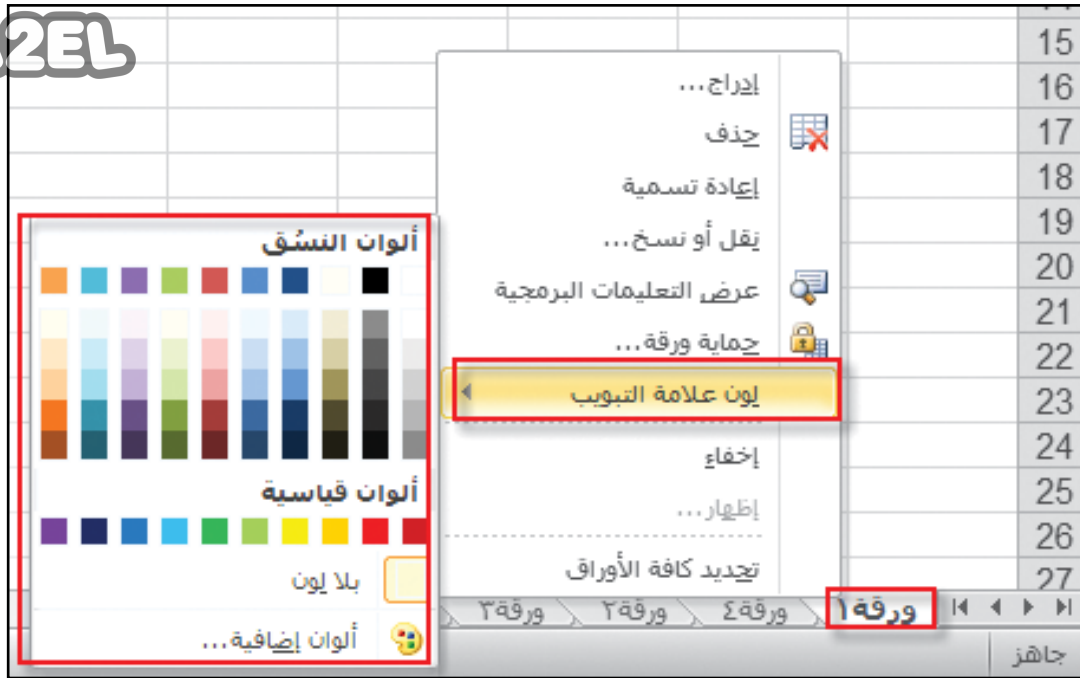 2EL
15
16
17
18
19
20
21
22
23
24
25
26
27
إدراج...
حذف
إعادة تسمية
نقل أو نسخ...
عرض التعليمات البرمجية
حماية ورقة...
لون علامة التبويب
إخفاء
إظهار...
تحديد كافة الأوراق
ألوان النسُق
ألوان قياسية
بلا لون
ألوان إضافية...
ورقة١ ورقة٤ ورقة٢ ورقة٣
جاهز